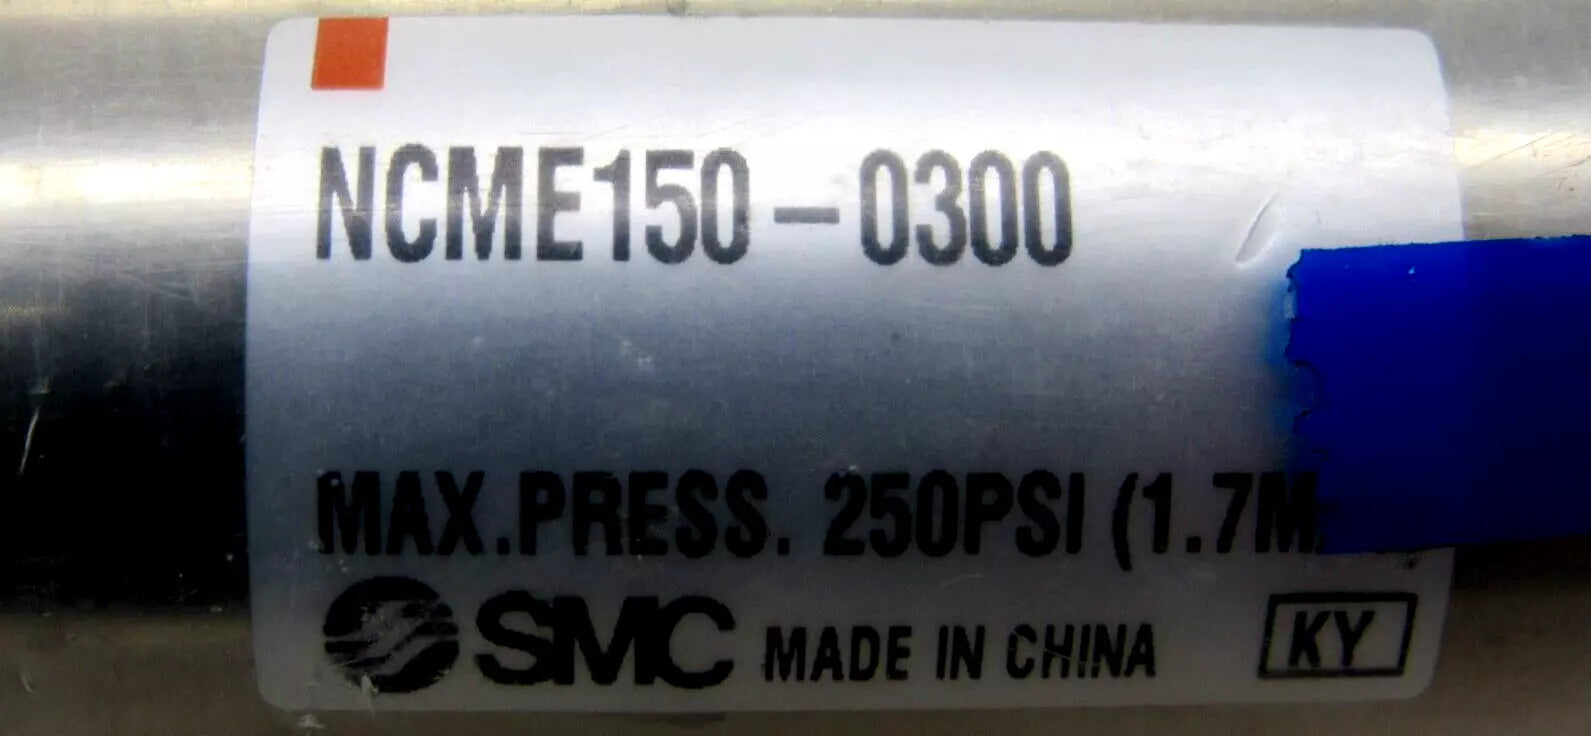 NCME150-0300
MAX.PRESS. 250PSI (1.7M
SMC MADE IN CHINA KY